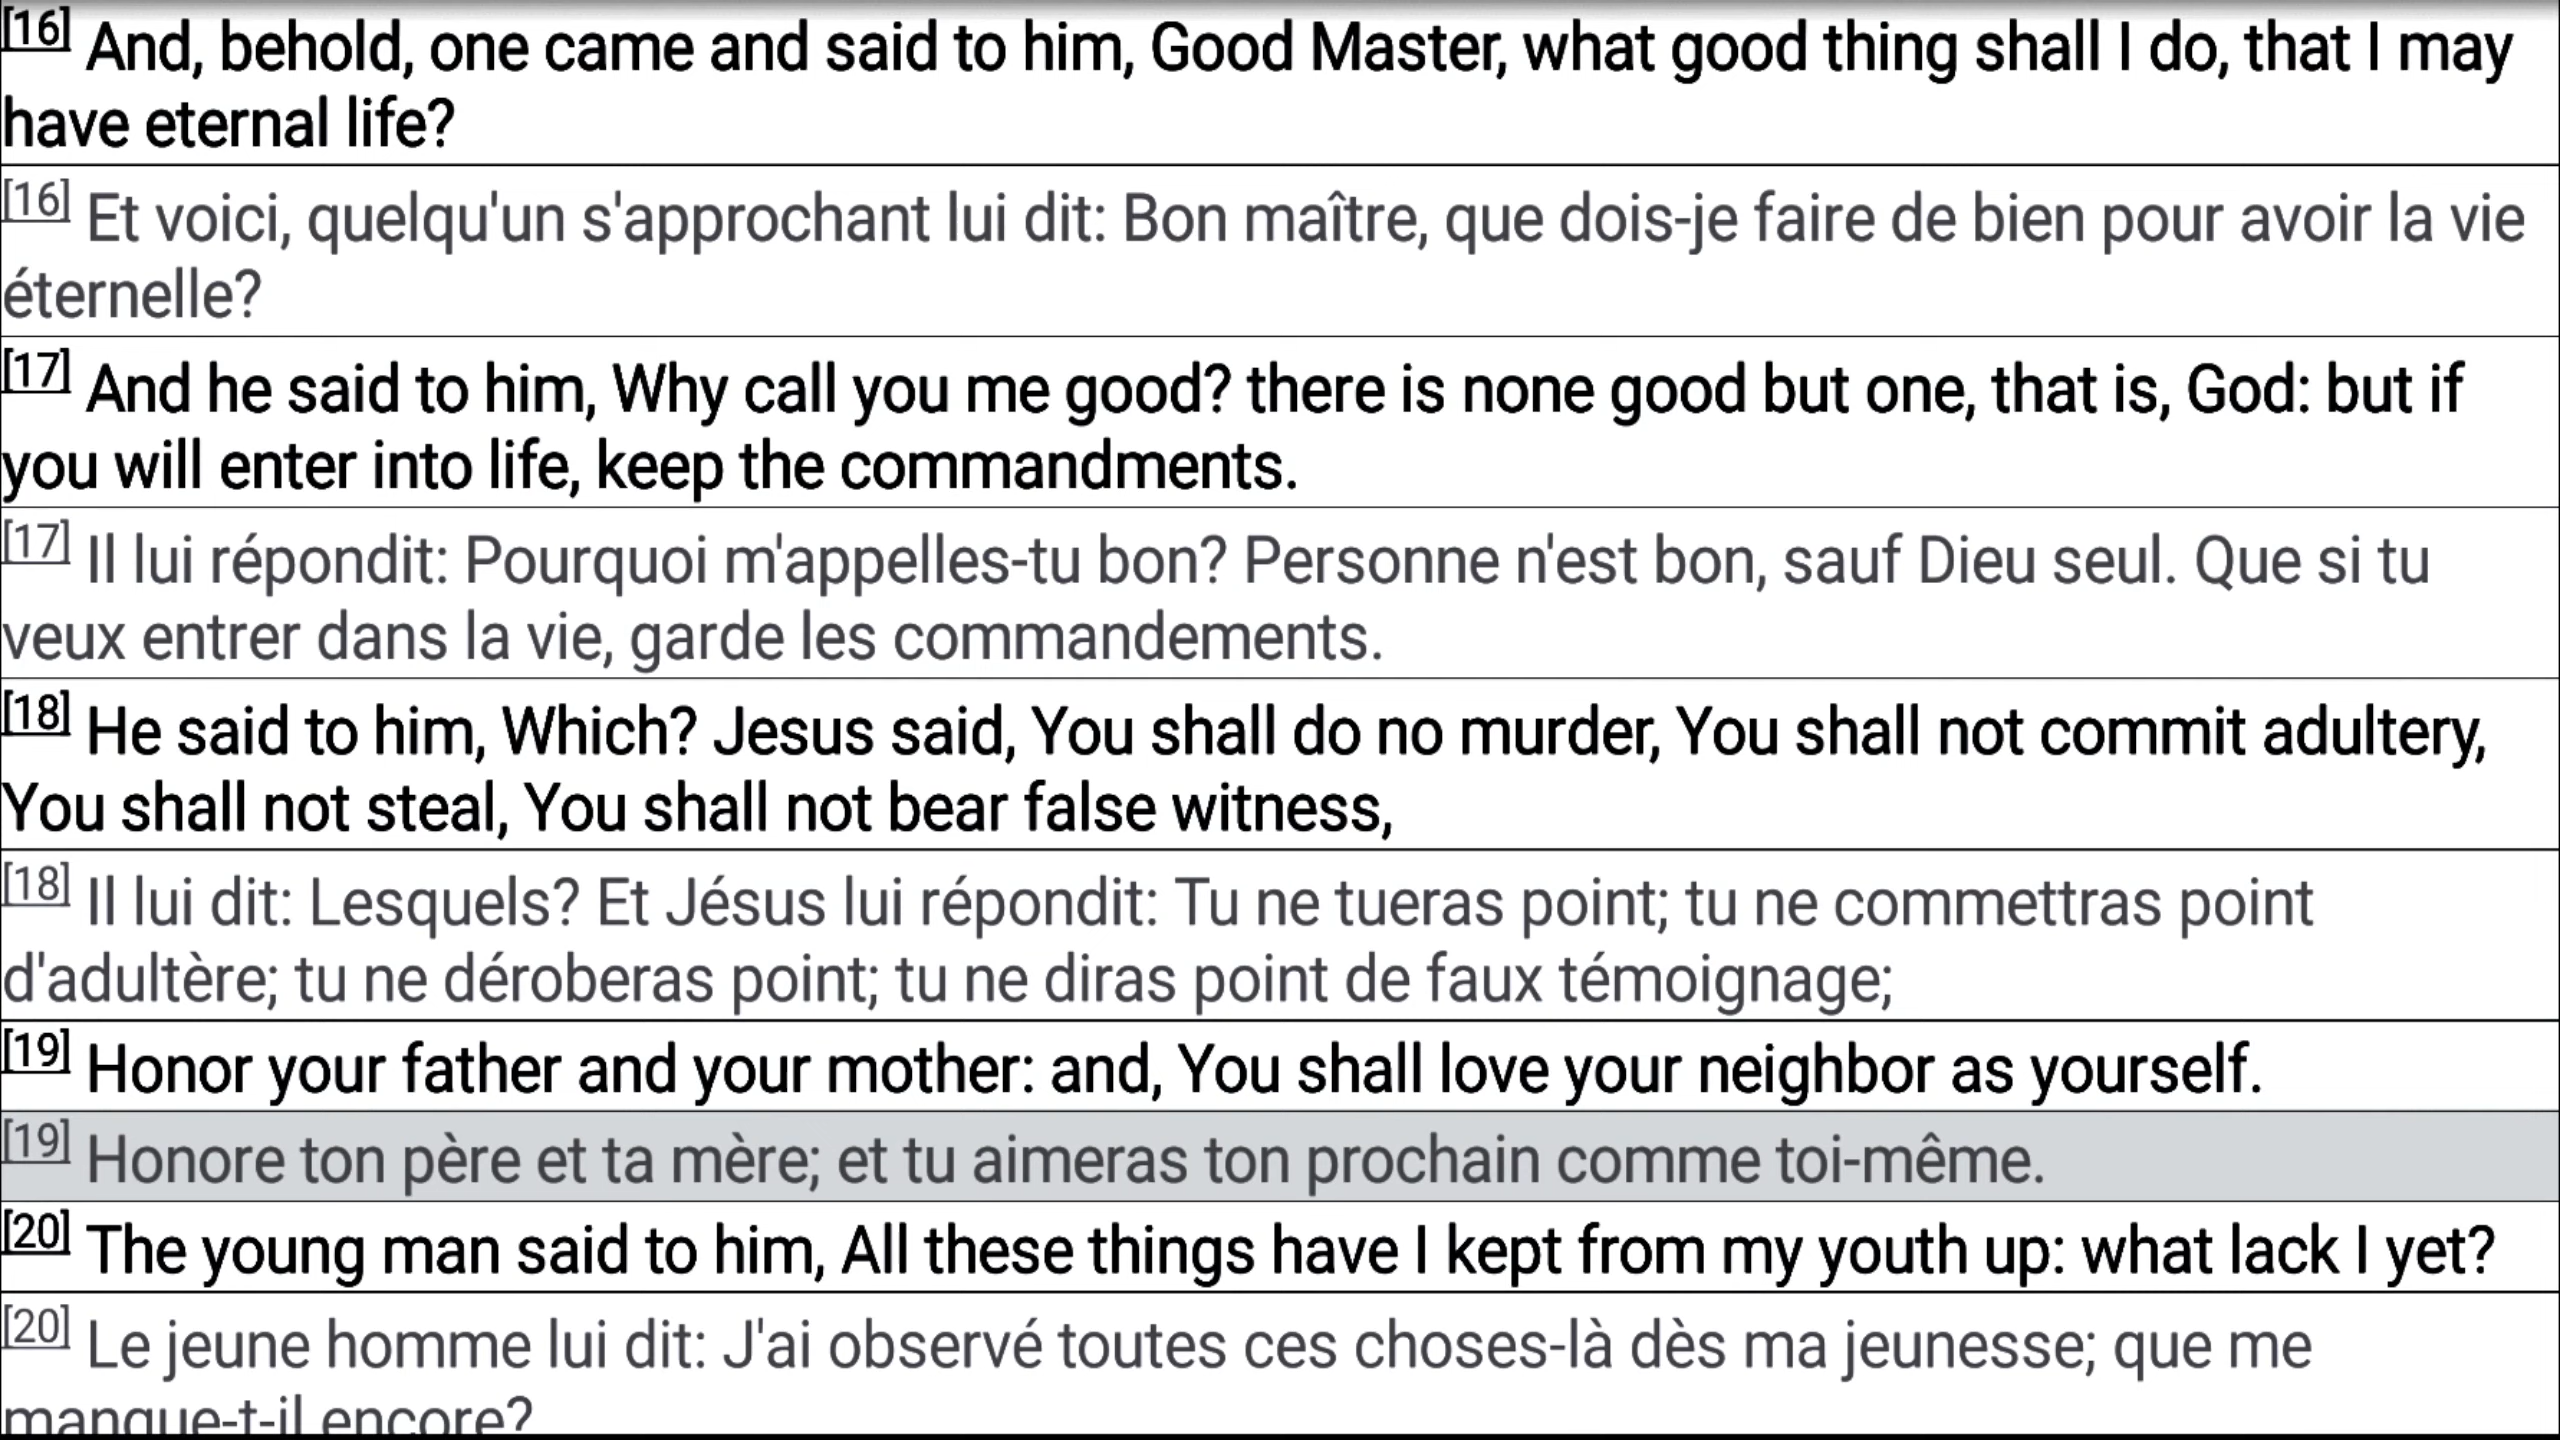 [16] And, behold, one came and said to him, Good Master, what good thing shall I do, that I may
have eternal life?
[16] Et voici, quelqu'un s'approchant lui dit: Bon maître, que dois-je faire de bien pour avoir la vie
éternelle?
[17] And he said to him, Why call you me good? there is none good but one, that is, God: but if
you will enter into life, keep the commandments.
[17] Il lui répondit: Pourquoi m'appelles-tu bon? Personne n'est bon, sauf Dieu seul. Que si tu
veux entrer dans la vie, garde les commandements.
[18] He said to him, Which? Jesus said, You shall do no murder, You shall not commit adultery,
You shall not steal, You shall not bear false witness,
[18] Il lui dit: Lesquels? Et Jésus lui répondit: Tu ne tueras point; tu ne commettras point
d'adultère; tu ne déroberas point; tu ne diras point de faux témoignage;
[19] Honor your father and your mother: and, You shall love your neighbor as yourself.
[19] Honore ton père et ta mère; et tu aimeras ton prochain comme toi-même.
[20] The young man said to him, All these things have I kept from my youth up: what lack I yet?
[20] Le jeune homme lui dit: J'ai observé toutes ces choses-là dès ma jeunesse; que me
manque-t-il encore?